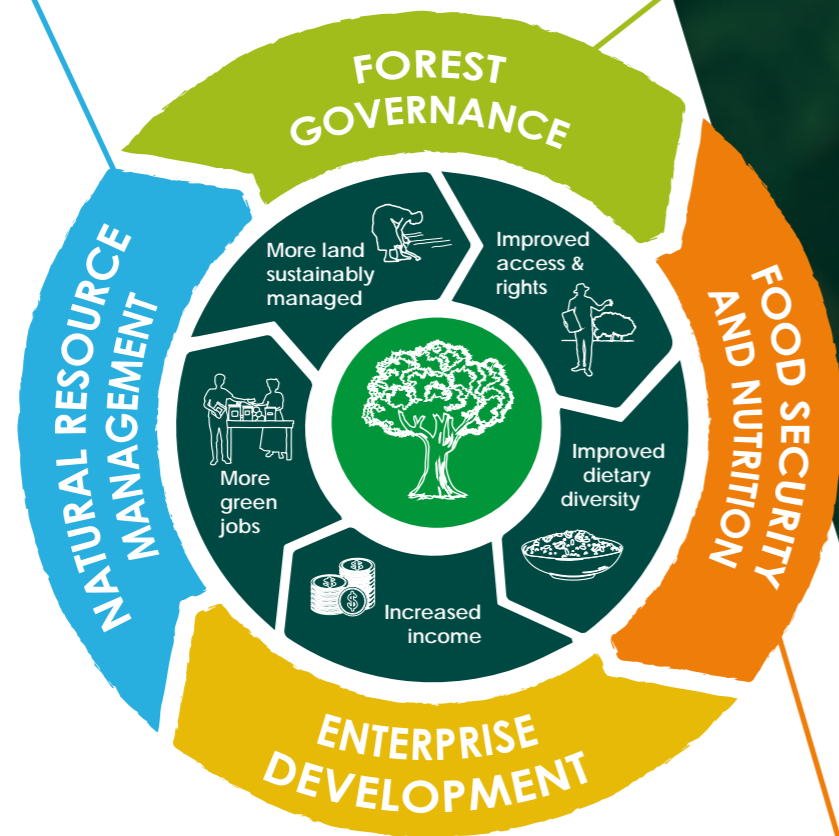 FOREST
GOVERNANCE
FOOD SECURITY
AND NUTRITION
ENTERPRISE
DEVELOPMENT
NATURAL RESOURCE
MANAGEMENT
More land
sustainably
managed
Improved
access &
rights
Improved
dietary
diversity
Increased
income
More
green
jobs
$
$
$